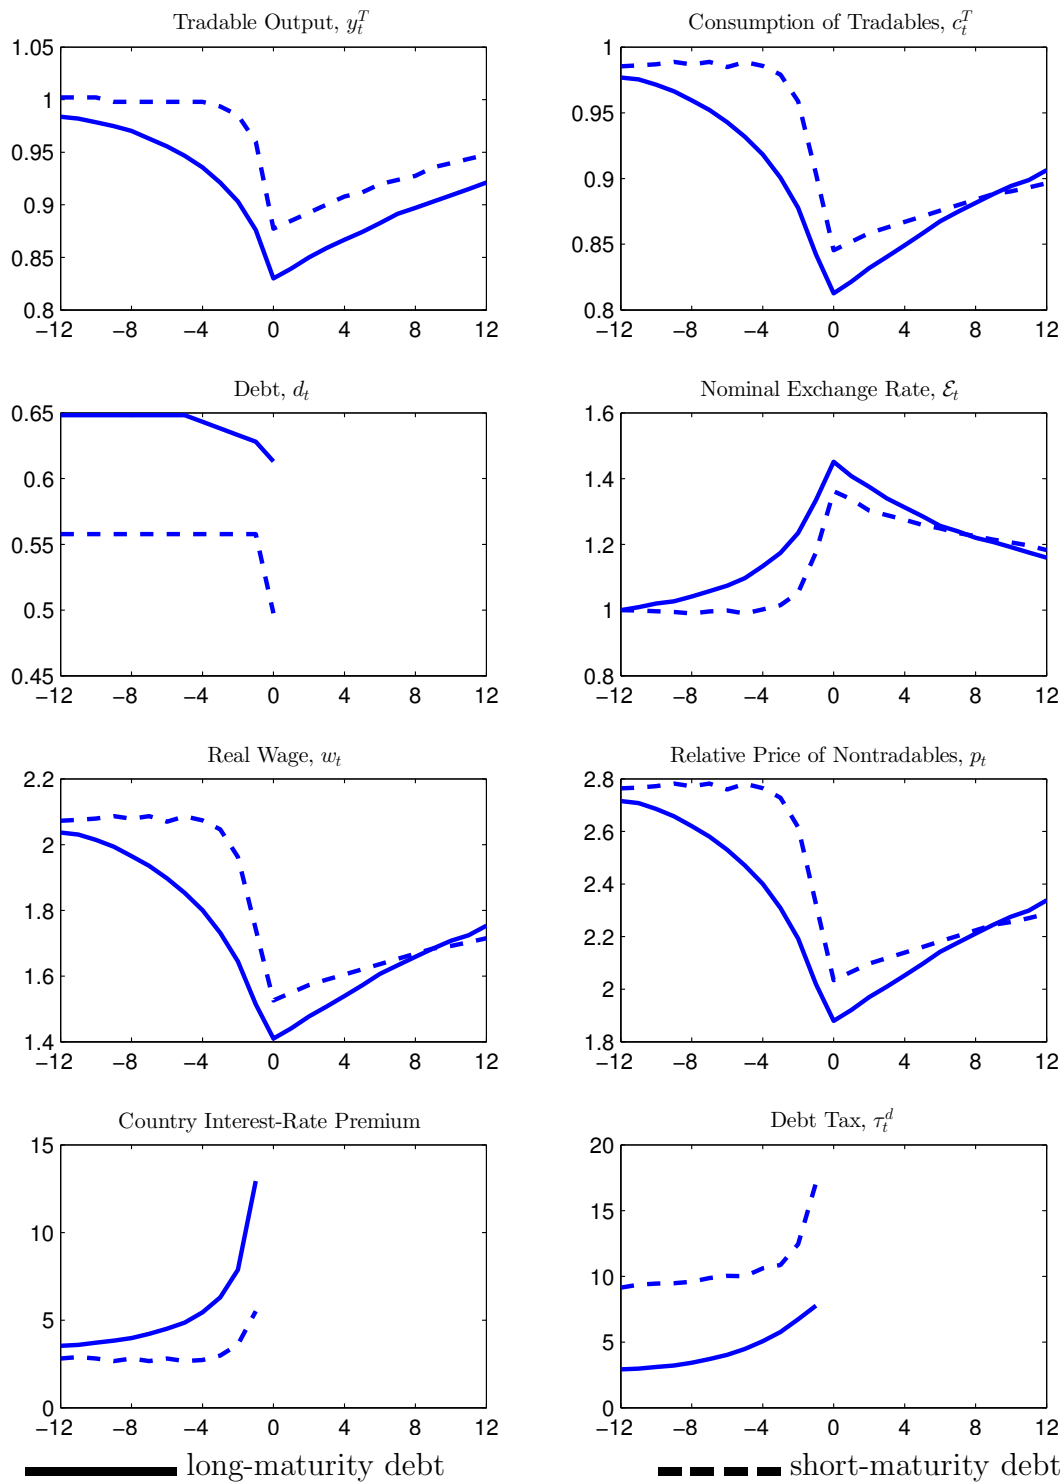 Tradable Output, y_t^T
1.05
1
0.95
0.9
0.85
0.8
−12 −8 −4 0 4 8 12
Consumption of Tradables, c_t^T
1
0.95
0.9
0.85
0.8
−12 −8 −4 0 4 8 12
Debt, d_t
0.65
0.6
0.55
0.5
0.45
−12 −8 −4 0 4 8 12
Nominal Exchange Rate, ℰ_t
1.6
1.4
1.2
1
0.8
−12 −8 −4 0 4 8 12
Real Wage, w_t
2.2
2
1.8
1.6
1.4
−12 −8 −4 0 4 8 12
Relative Price of Nontradables, p_t
2.8
2.6
2.4
2.2
2
1.8
−12 −8 −4 0 4 8 12
Country Interest-Rate Premium
15
10
5
0
−12 −8 −4 0 4 8 12
Debt Tax, τ_t^d
20
15
10
5
0
−12 −8 −4 0 4 8 12
long-maturity debt
short-maturity debt